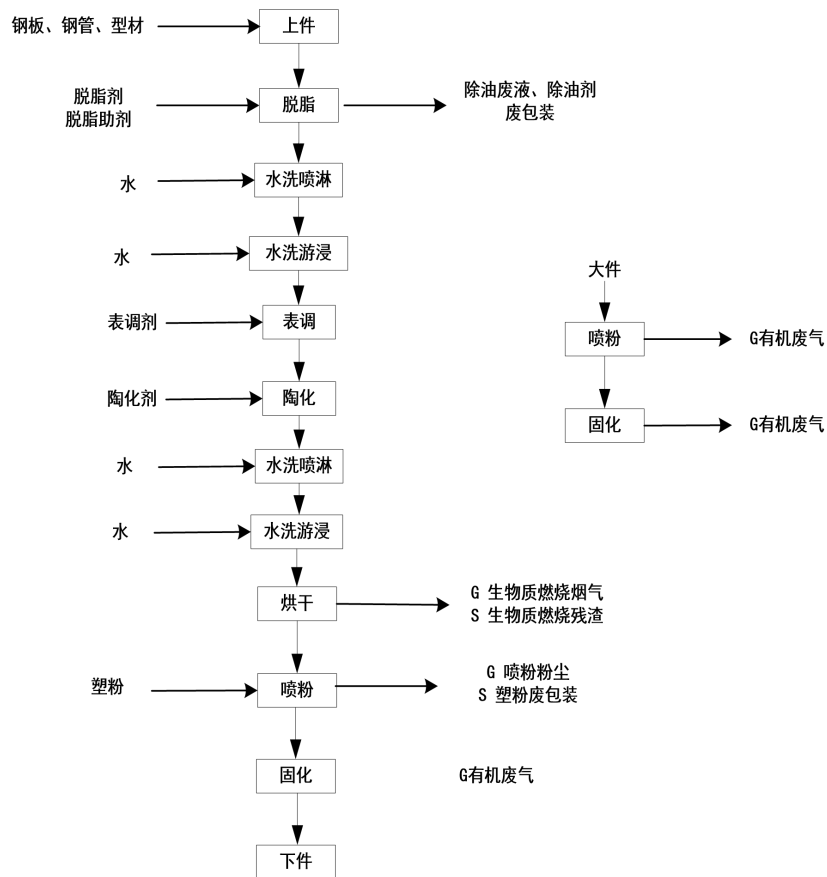 钢板、钢管、型材
上件
脱脂剂
脱脂助剂
脱脂
除油废液、除油剂
废包装
水
水洗喷淋
水
水洗游浸
表调剂
表调
陶化剂
陶化
水
水洗喷淋
水
水洗游浸
烘干
G 生物质燃烧烟气
S 生物质燃烧残渣
塑粉
喷粉
G 喷粉粉尘
S 塑粉废包装
固化
G有机废气
下件
大件
喷粉
G有机废气
固化
G有机废气